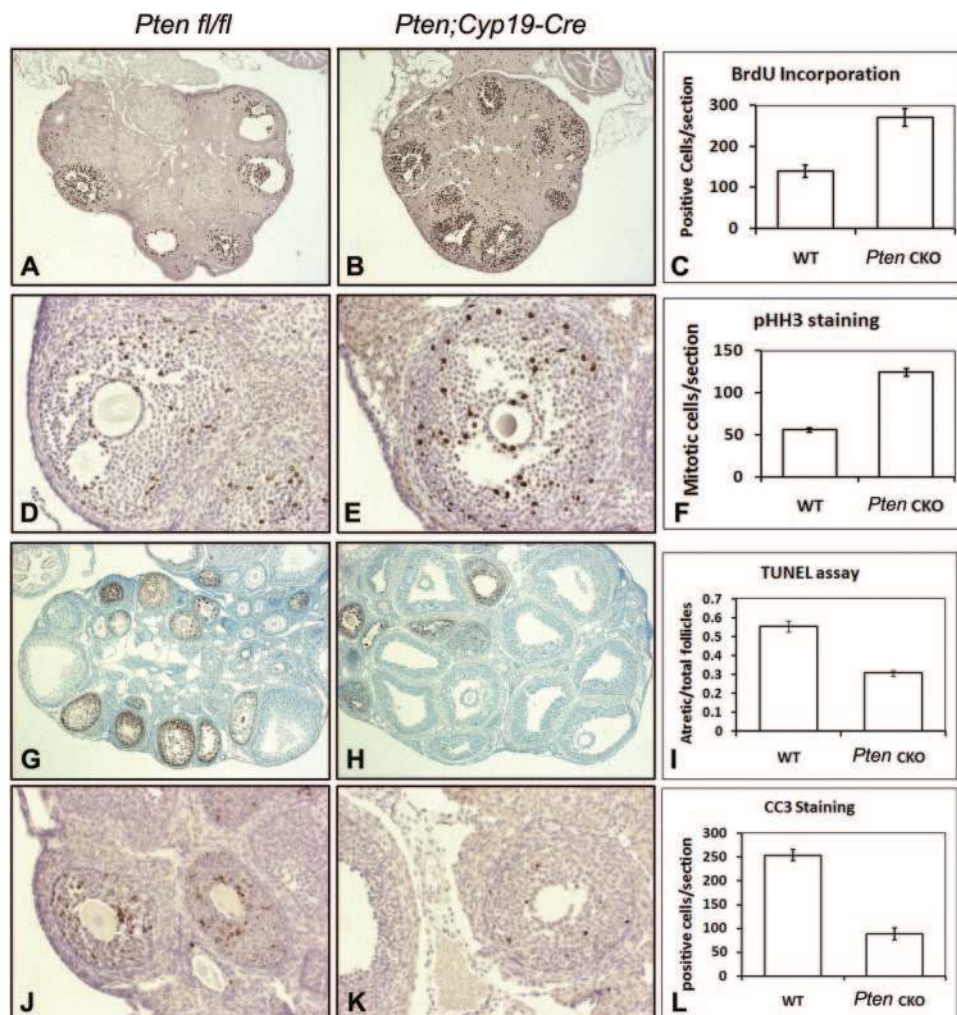 Pten fl/fl
Pten;Cyp19-Cre
A
B
BrdU Incorporation
Positive Cells/section
300
200
100
0
WT
Pten CKO
C
D
E
pHH3 staining
Mitotic cells/section
150
100
50
0
WT
Pten CKO
F
G
H
TUNEL assay
Atretic/total follicles
0.7
0.6
0.5
0.4
0.3
0.2
0.1
0
WT
Pten CKO
I
J
K
CC3 Staining
positive cells/section
300
250
200
150
100
50
0
WT
Pten CKO
L